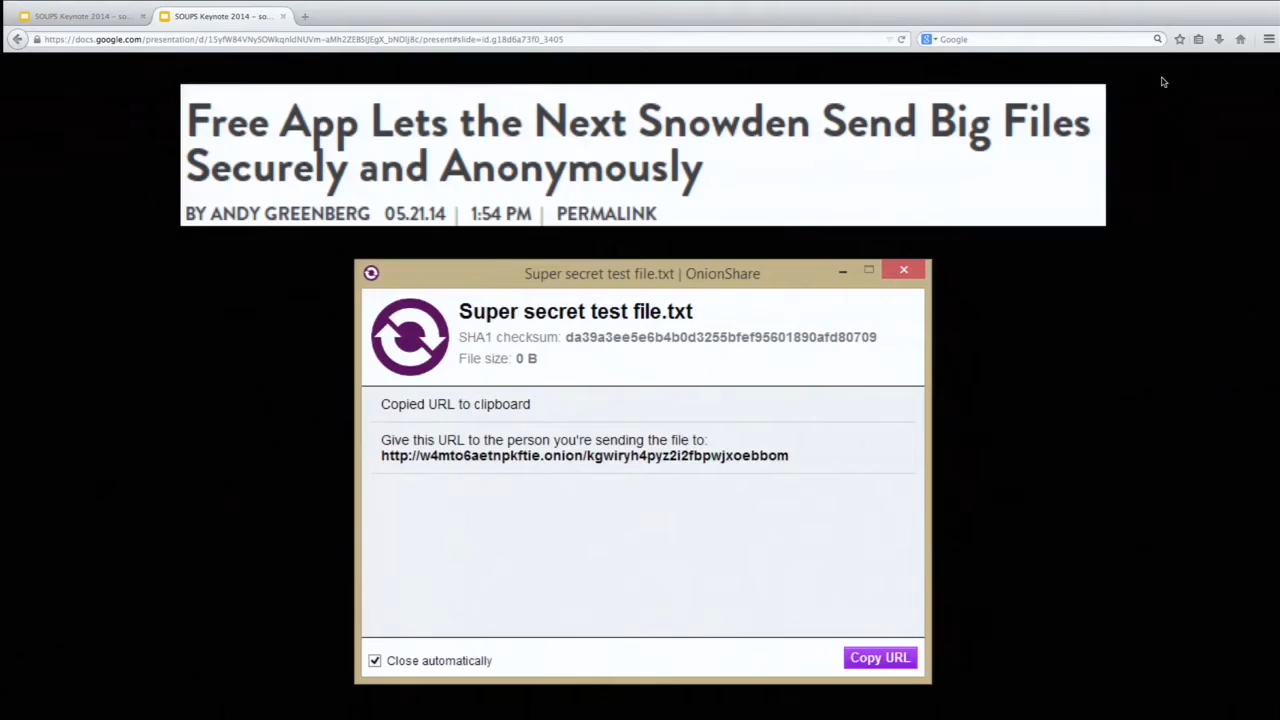 SOUPS Keynote 2014 – so...
SOUPS Keynote 2014 – so...
Google
Free App Lets the Next Snowden Send Big Files
Securely and Anonymously
BY ANDY GREENBERG 05.21.14 | 1:54 PM | PERMALINK
Super secret test file.txt | OnionShare
Super secret test file.txt
SHA1 checksum: da39a3ee5e6b4b0d3255bfef95601890afd80709
File size: 0 B
Copied URL to clipboard
Give this URL to the person you're sending the file to:
http://w4mto6aetnpkftie.onion/kgwiryh4pyz2i2fbpwjxoebbom
Close automatically
Copy URL